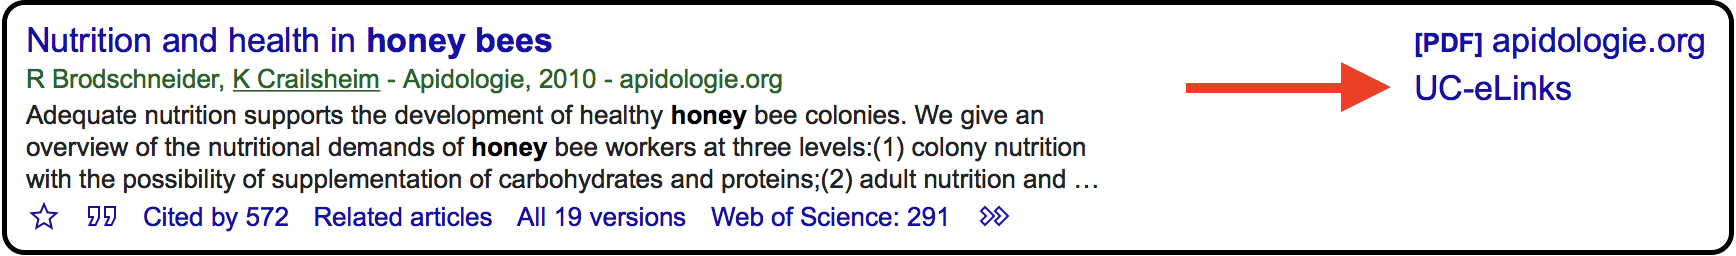 Nutrition and health in honey bees
[PDF] apidologie.org
R Brodschneider, K Crailsheim - Apidologie, 2010 - apidologie.org
UC-eLinks
Adequate nutrition supports the development of healthy honey bee colonies. We give an
overview of the nutritional demands of honey bee workers at three levels:(1) colony nutrition
with the possibility of supplementation of carbohydrates and proteins;(2) adult nutrition and …
Cited by 572 Related articles All 19 versions Web of Science: 291